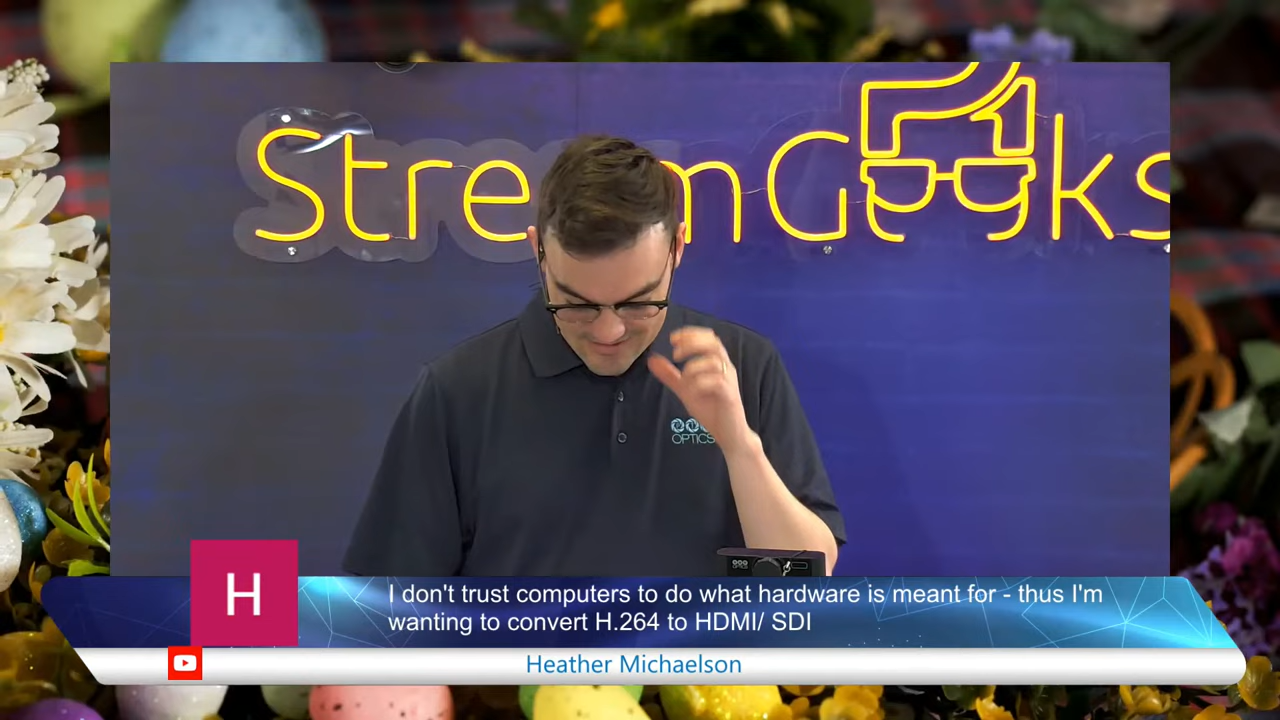 StreamGeeks
OPTICS
H
I don't trust computers to do what hardware is meant for - thus I'm
wanting to convert H.264 to HDMI/ SDI
Heather Michaelson